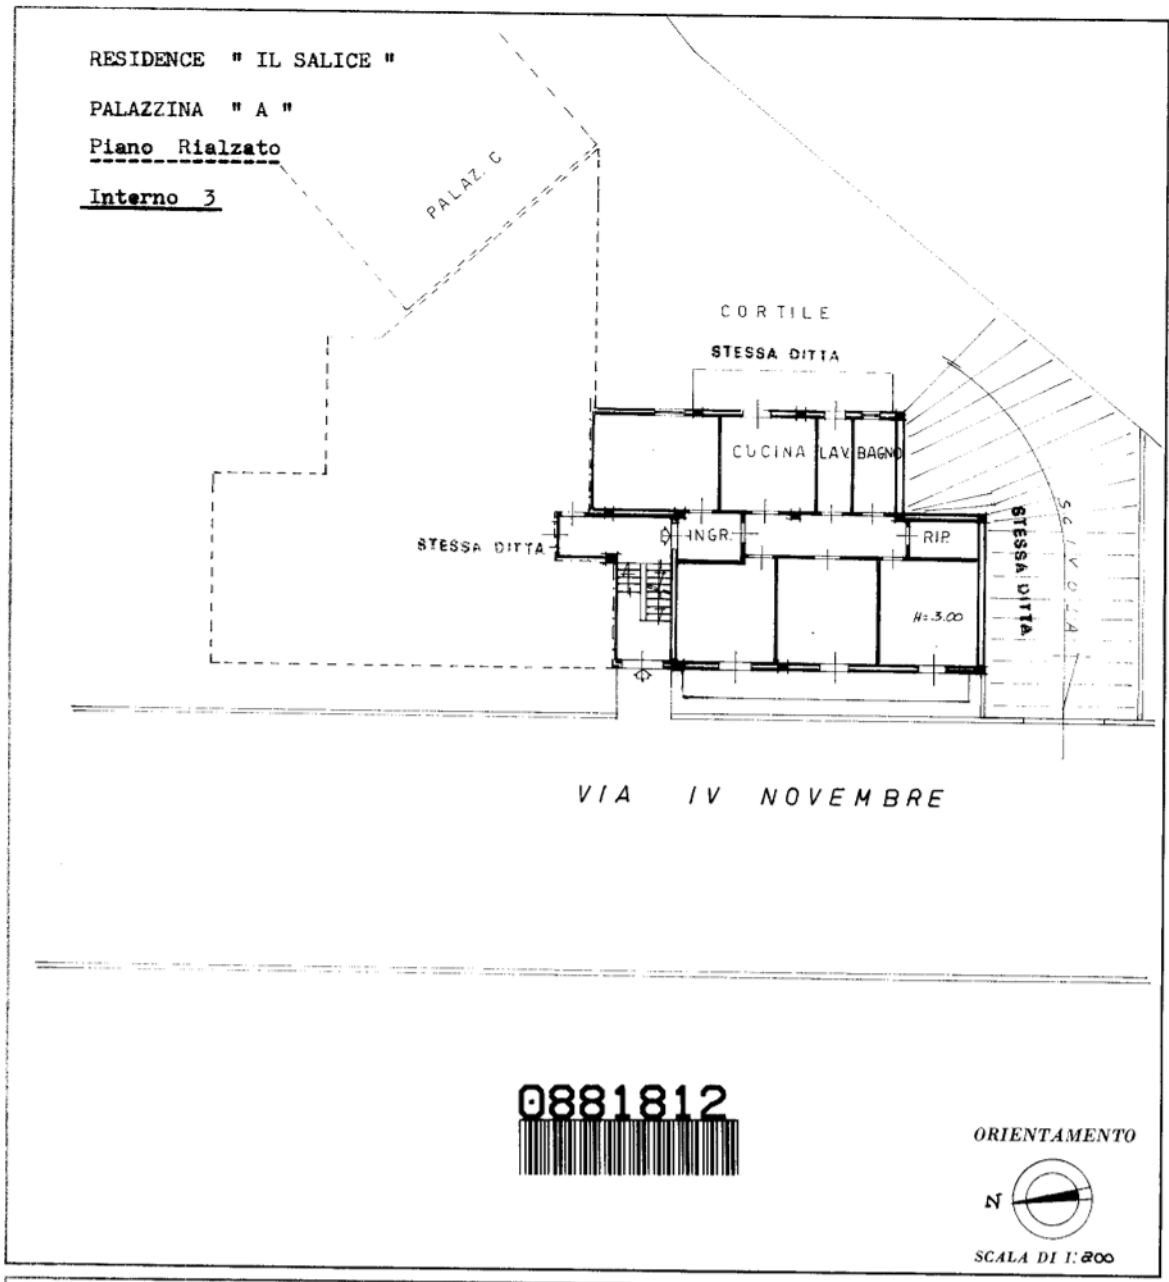 RESIDENCE " IL SALICE "
PALAZZINA " A "
Piano Rialzato
Interno 3
PALAZ. C
CORTILE
STESSA DITTA
CUCINA
LAV.
BAGNO
STESSA DITTA
INGR.
RIP.
H=3.00
STESSA DITTA
SCIVOLA
VIA IV NOVEMBRE
0881812
ORIENTAMENTO
N
SCALA DI 1:200